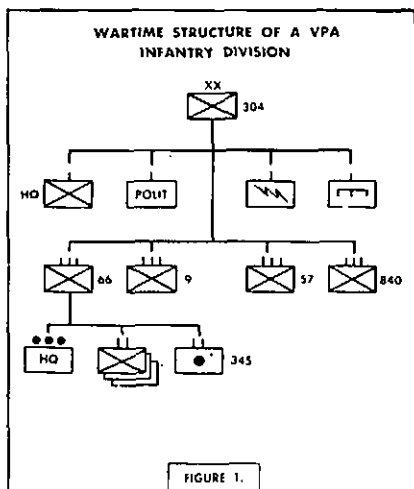 WARTIME STRUCTURE OF A VPA
INFANTRY DIVISION
XX
304
HQ
POLIT
66
9
57
840
HQ
345
FIGURE 1.